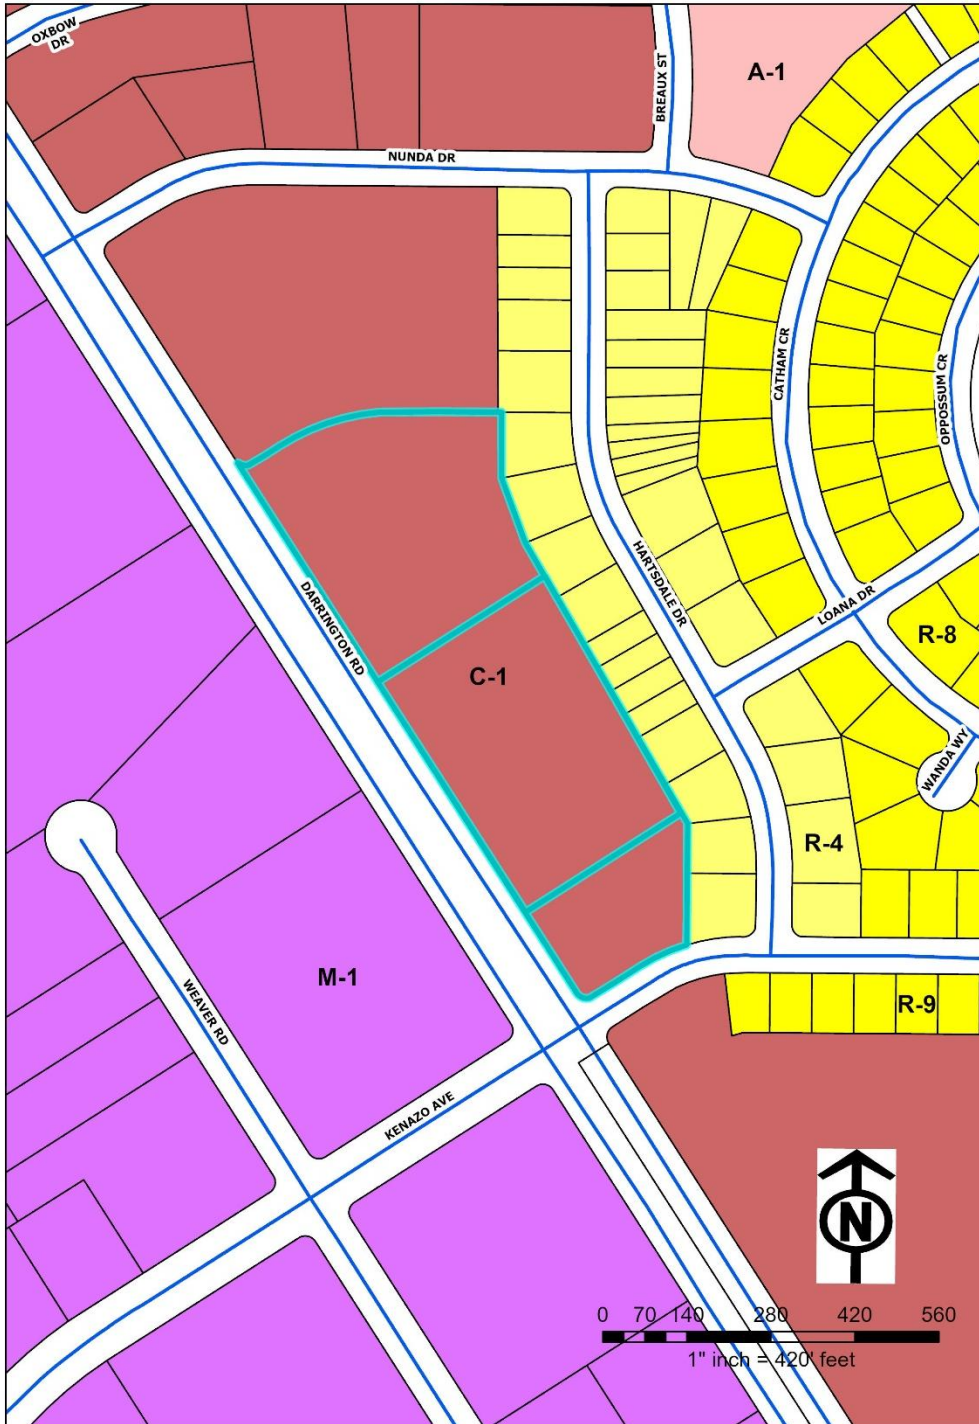 OXBOW
DR
BREAUX ST
A-1
NUNDA DR
CATHAM CR
OPPOSSUM CR
HARTSDALE DR
DARRINGTON RD
LOANA DR
R-8
C-1
WANDA WY
R-4
M-1
WEAVER RD
R-9
KENAZO AVE
N
0 70 140 280 420 560
1" inch = 420' feet